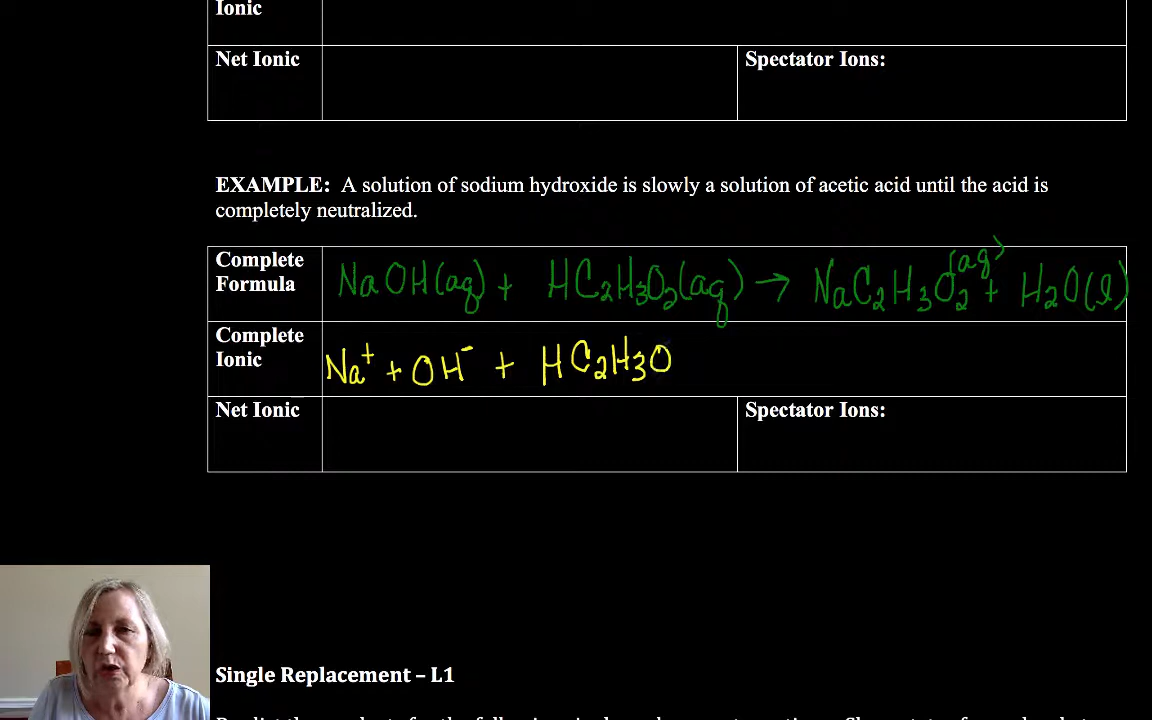 Ionic
Net Ionic Spectator Ions:
EXAMPLE: A solution of sodium hydroxide is slowly a solution of acetic acid until the acid is
completely neutralized.
Complete Formula NaOH(aq) + HC2H3O2(aq) → NaC2H3O2(aq) + H2O(l)
Complete Ionic Na⁺ + OH⁻ + HC2H3O
Net Ionic Spectator Ions:
Single Replacement – L1